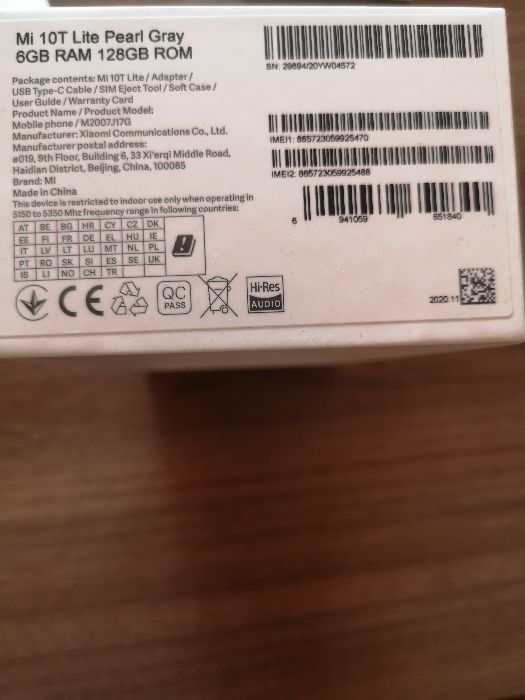 Mi 10T Lite Pearl Gray
6GB RAM 128GB ROM
Package contents: Mi 10T Lite / Adapter /
USB Type-C Cable / SIM Eject Tool / Soft Case /
User Guide / Warranty Card
Product Name / Product Model:
Mobile phone / M2007J17G
Manufacturer: Xiaomi Communications Co., Ltd.
Manufacturer postal address:
#019, 9th Floor, Building 6, 33 Xi'erqi Middle Road,
Haidian District, Beijing, China, 100085
Brand: MI
Made in China
This device is restricted to indoor use only when operating in
5150 to 5350 Mhz frequency range in following countries:
AT BE BG HR CY CZ DK
EE FI FR DE EL HU IE
IT LV LT LU MT NL PL
PT RO SK SI ES SE UK
IS LI NO CH TR
CE
QC
PASS
Hi-Res
AUDIO
SN: 29694/20YW04572
IMEI1: 865723059925470
IMEI2: 865723059925488
6 941059 651840
2020.11